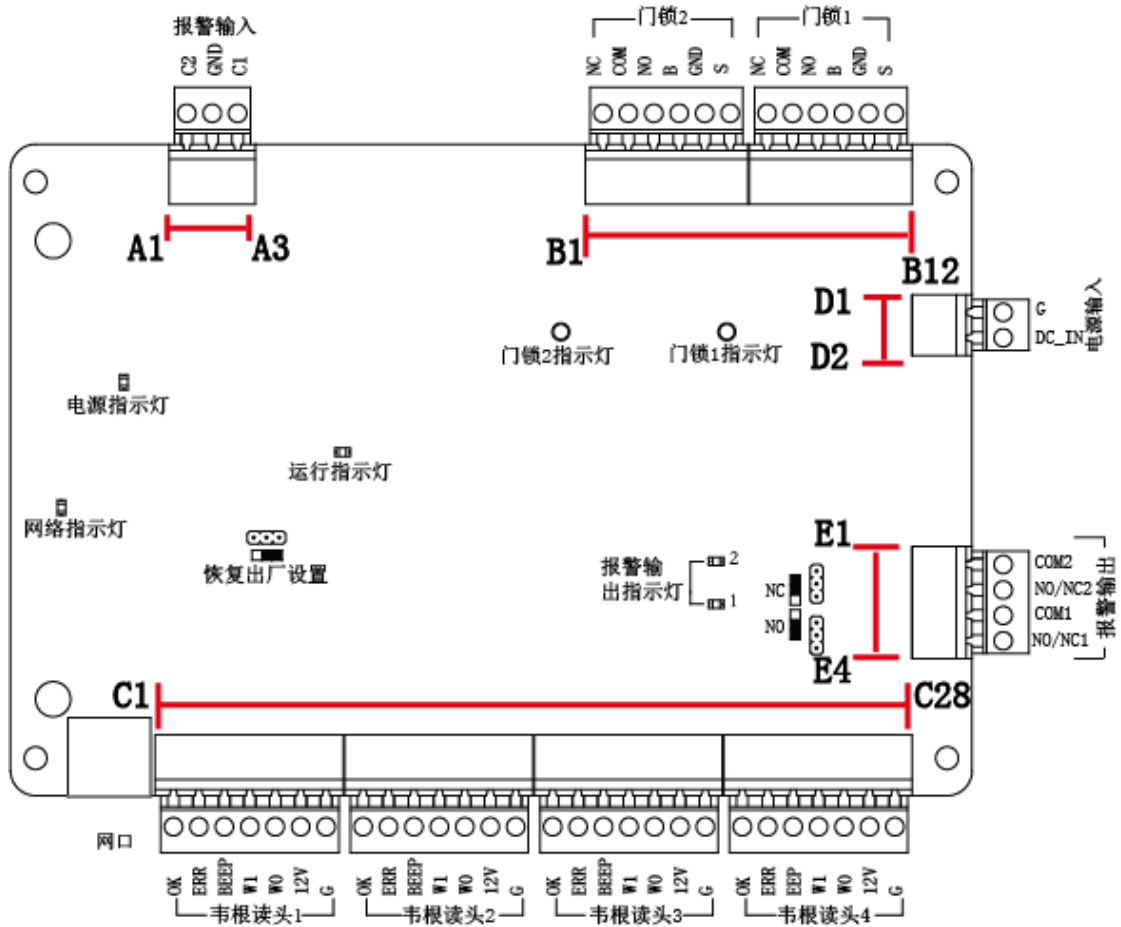 报警输入
C2 GND C1
门锁2
NC COM NO B GND S
门锁1
NC COM NO B GND S
A1 A3
B1 B12
D1
D2
G
DC_IN
电源输入
门锁2指示灯
门锁1指示灯
电源指示灯
运行指示灯
网络指示灯
恢复出厂设置
报警输
出指示灯
2
1
NC
NO
E1
E4
COM2
NO/NC2
COM1
NO/NC1
报警输出
C1 C28
网口
OK ERR BEEP W1 W0 12V G
韦根读头1
OK ERR BEEP W1 W0 12V G
韦根读头2
OK ERR BEEP W1 W0 12V G
韦根读头3
OK ERR EEP W1 W0 12V G
韦根读头4